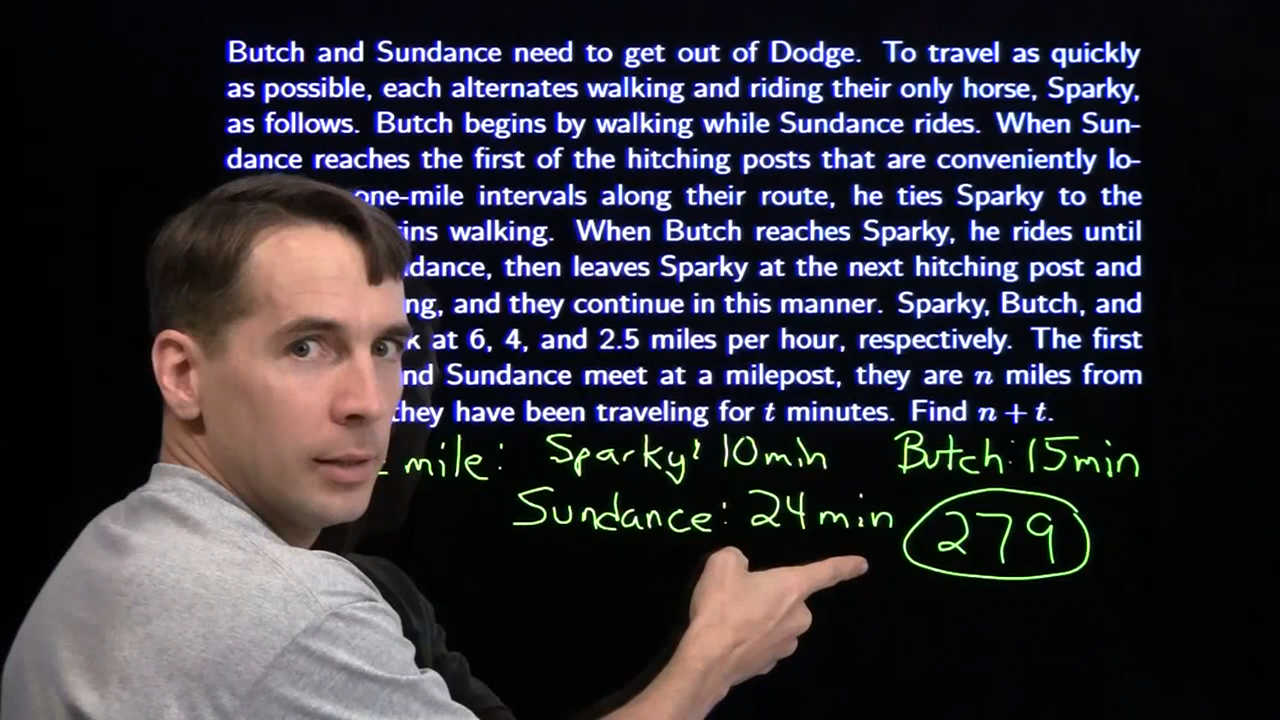 Butch and Sundance need to get out of Dodge. To travel as quickly
as possible, each alternates walking and riding their only horse, Sparky,
as follows. Butch begins by walking while Sundance rides. When Sun-
dance reaches the first of the hitching posts that are conveniently lo-
one-mile intervals along their route, he ties Sparky to the
walking. When Butch reaches Sparky, he rides until
dance, then leaves Sparky at the next hitching post and
and they continue in this manner. Sparky, Butch, and
at 6, 4, and 2.5 miles per hour, respectively. The first
Sundance meet at a milepost, they are n miles from
they have been traveling for t minutes. Find n + t.
mile: Sparky: 10min Butch: 15min
Sundance: 24min 279